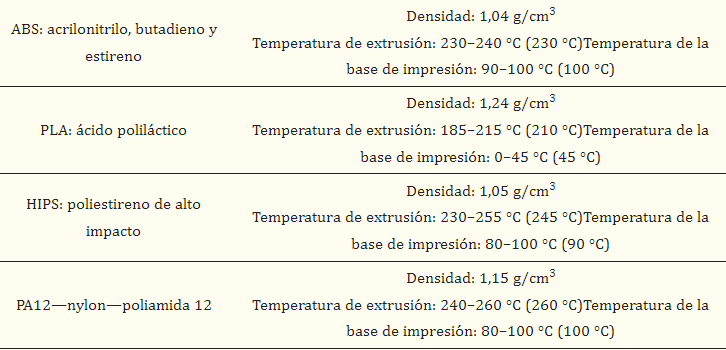 ABS: acrilonitrilo, butadieno y
estireno
Densidad: 1,04 g/cm³
Temperatura de extrusión: 230–240 °C (230 °C)Temperatura de la
base de impresión: 90–100 °C (100 °C)
PLA: ácido poliláctico
Densidad: 1,24 g/cm³
Temperatura de extrusión: 185–215 °C (210 °C)Temperatura de la
base de impresión: 0–45 °C (45 °C)
HIPS: poliestireno de alto
impacto
Densidad: 1,05 g/cm³
Temperatura de extrusión: 230–255 °C (245 °C)Temperatura de la
base de impresión: 80–100 °C (90 °C)
PA12—nylon—poliamida 12
Densidad: 1,15 g/cm³
Temperatura de extrusión: 240–260 °C (260 °C)Temperatura de la
base de impresión: 80–100 °C (100 °C)